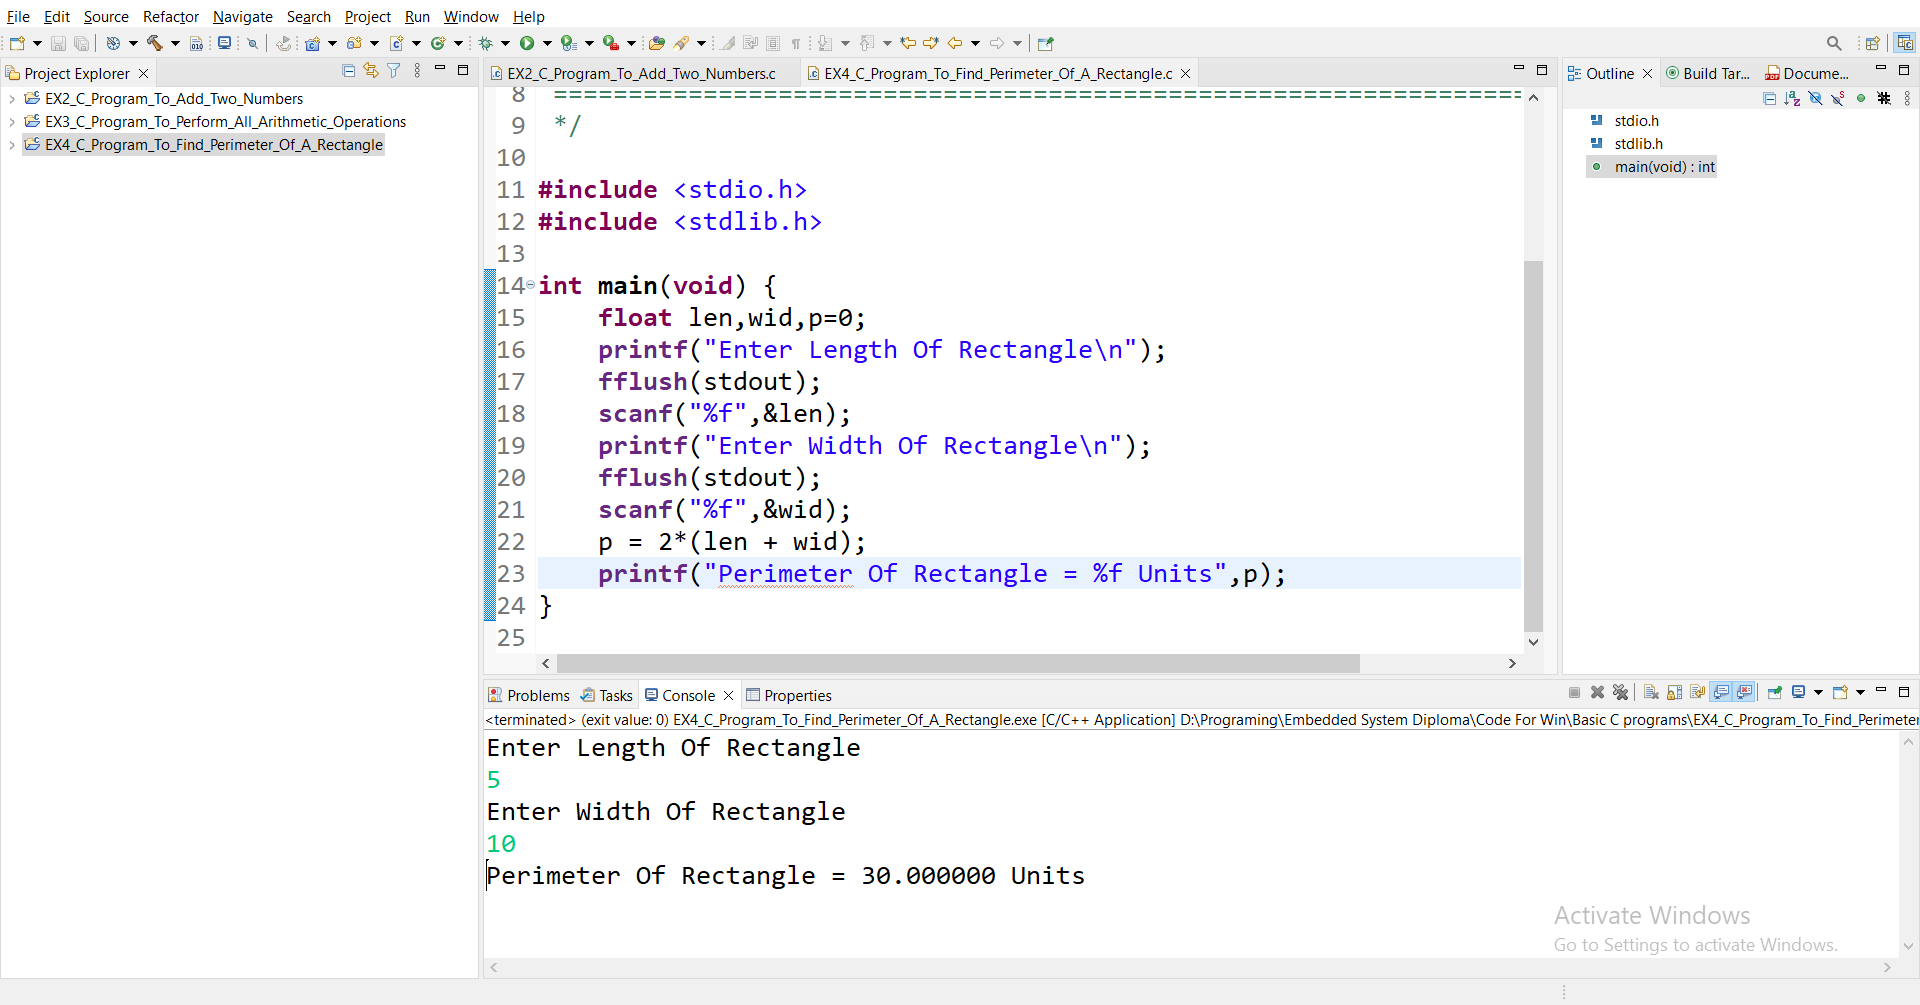 File Edit Source Refactor Navigate Search Project Run Window Help
Project Explorer
EX2_C_Program_To_Add_Two_Numbers
EX3_C_Program_To_Perform_All_Arithmetic_Operations
EX4_C_Program_To_Find_Perimeter_Of_A_Rectangle
EX2_C_Program_To_Add_Two_Numbers.c EX4_C_Program_To_Find_Perimeter_Of_A_Rectangle.c
8 ================================================================
9 */
10
11 #include <stdio.h>
12 #include <stdlib.h>
13
14 int main(void) {
15 float len,wid,p=0;
16 printf("Enter Length Of Rectangle\n");
17 fflush(stdout);
18 scanf("%f",&len);
19 printf("Enter Width Of Rectangle\n");
20 fflush(stdout);
21 scanf("%f",&wid);
22 p = 2*(len + wid);
23 printf("Perimeter Of Rectangle = %f Units",p);
24 }
25
Outline Build Tar... Docume...
stdio.h
stdlib.h
main(void) : int
Problems Tasks Console Properties
<terminated> (exit value: 0) EX4_C_Program_To_Find_Perimeter_Of_A_Rectangle.exe [C/C++ Application] D:\Programing\Embedded System Diploma\Code For Win\Basic C programs\EX4_C_Program_To_Find_Perimeter
Enter Length Of Rectangle
5
Enter Width Of Rectangle
10
Perimeter Of Rectangle = 30.000000 Units
Activate Windows
Go to Settings to activate Windows.